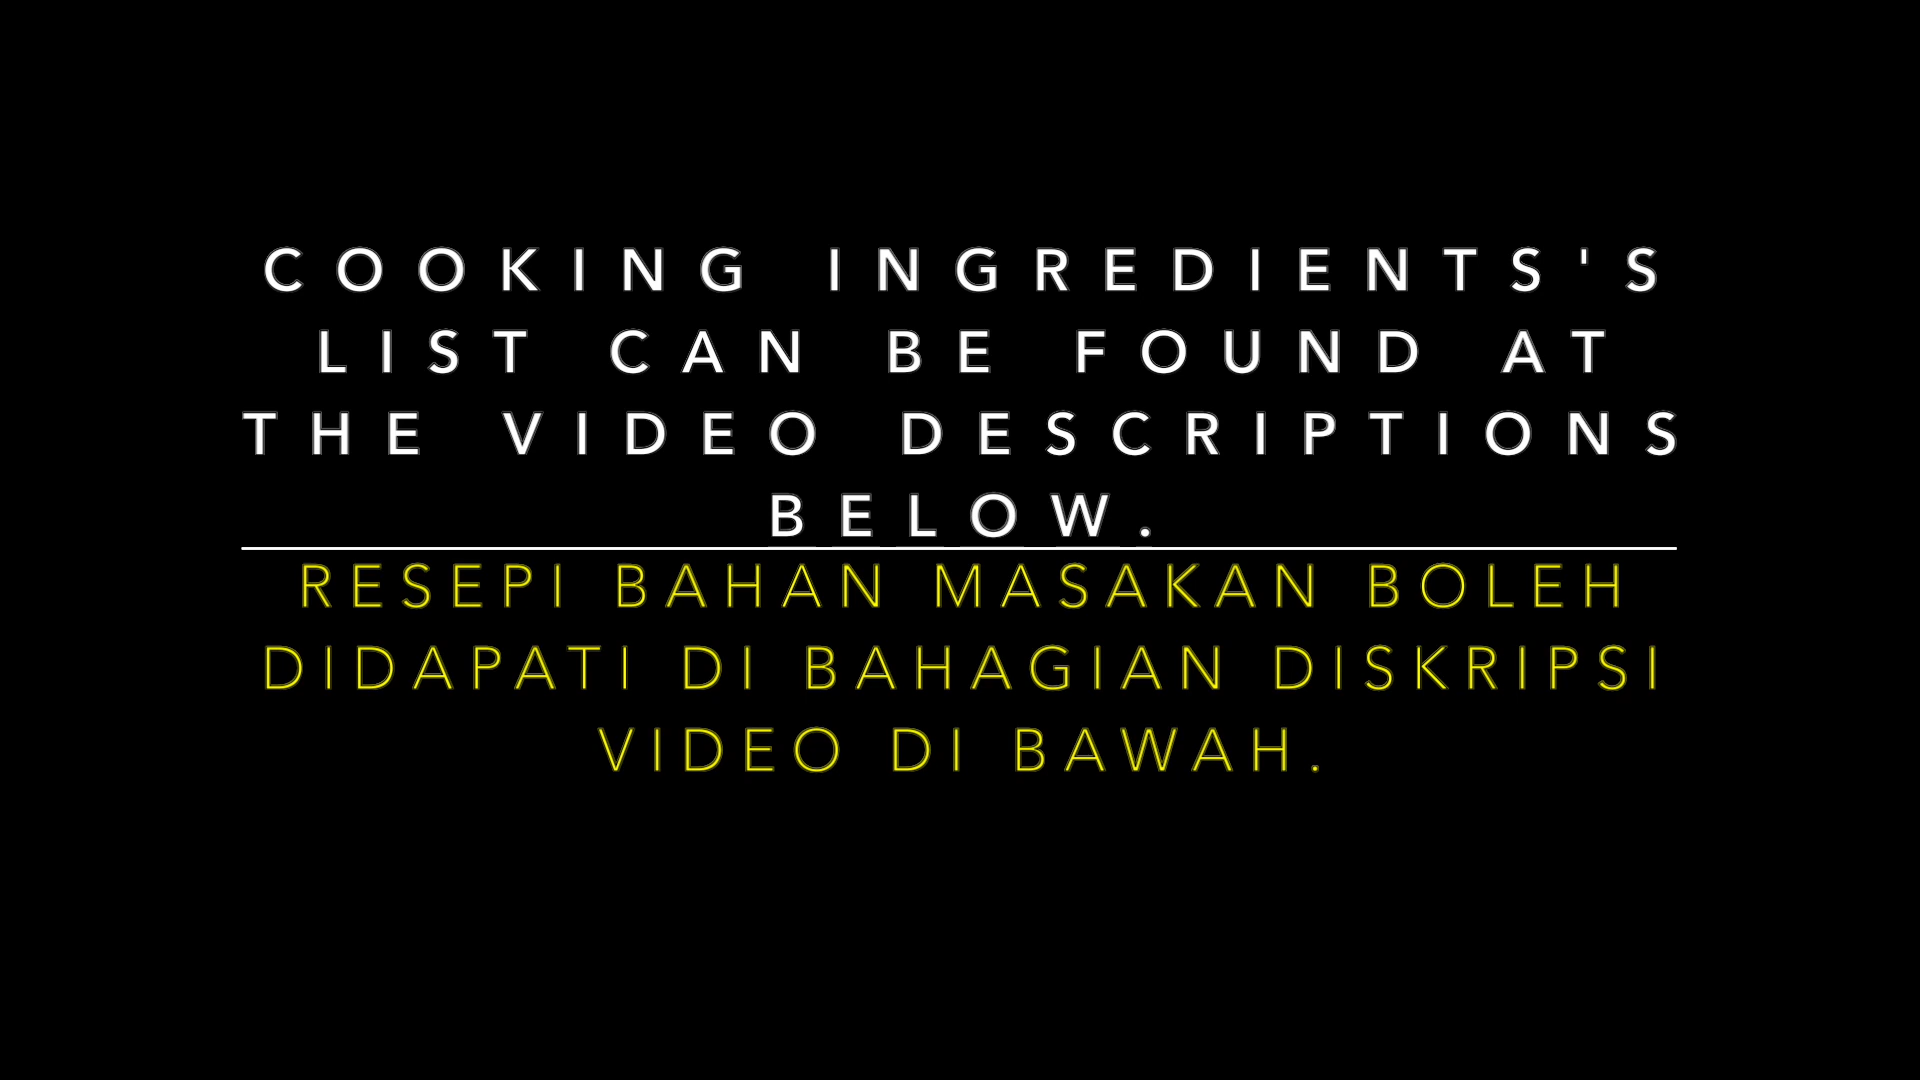 COOKING INGREDIENTS'S
LIST CAN BE FOUND AT
THE VIDEO DESCRIPTIONS
BELOW.
RESEPI BAHAN MASAKAN BOLEH
DIDAPATI DI BAHAGIAN DISKRIPSI
VIDEO DI BAWAH.